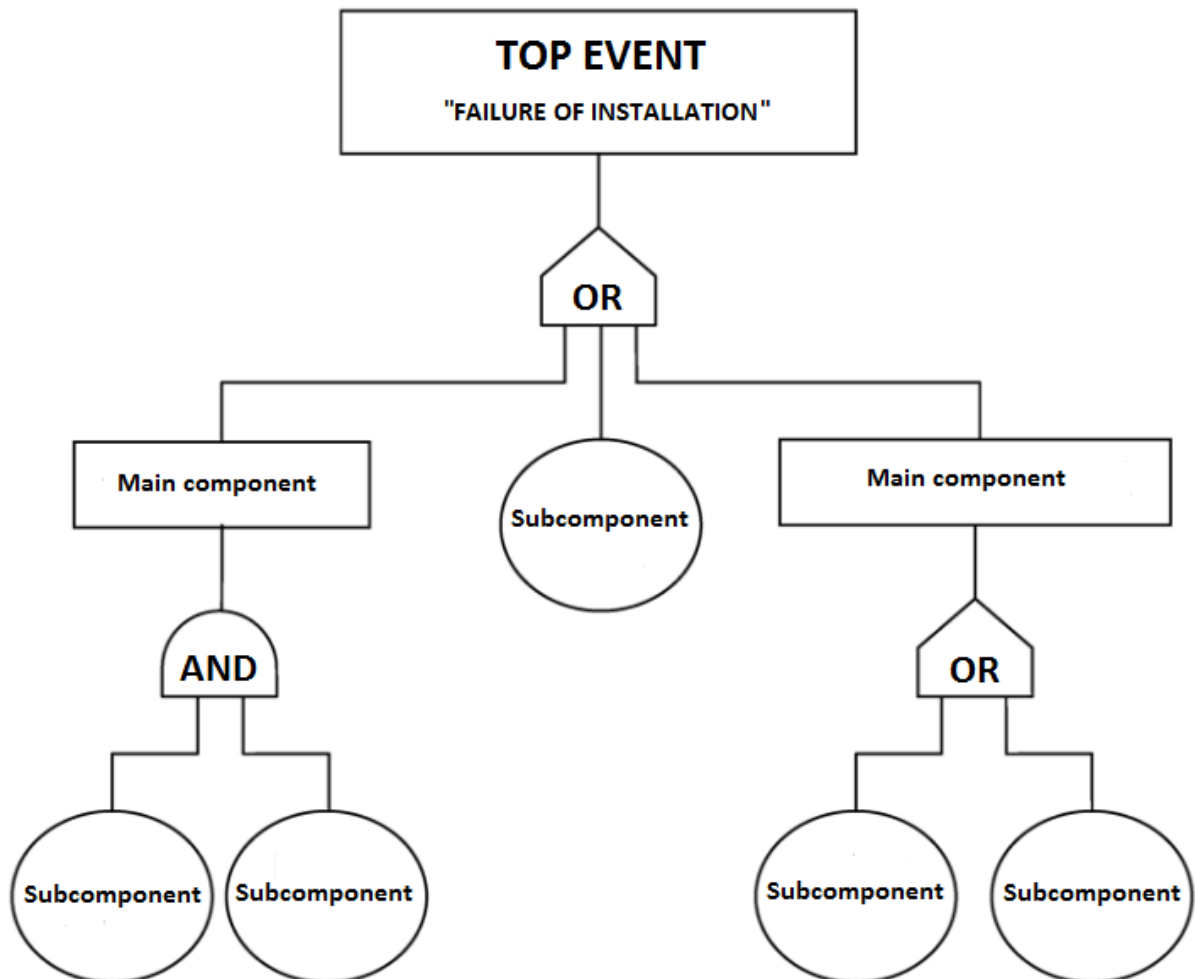 TOP EVENT
"FAILURE OF INSTALLATION"
OR
Main component
Subcomponent
Main component
AND
OR
Subcomponent
Subcomponent
Subcomponent
Subcomponent